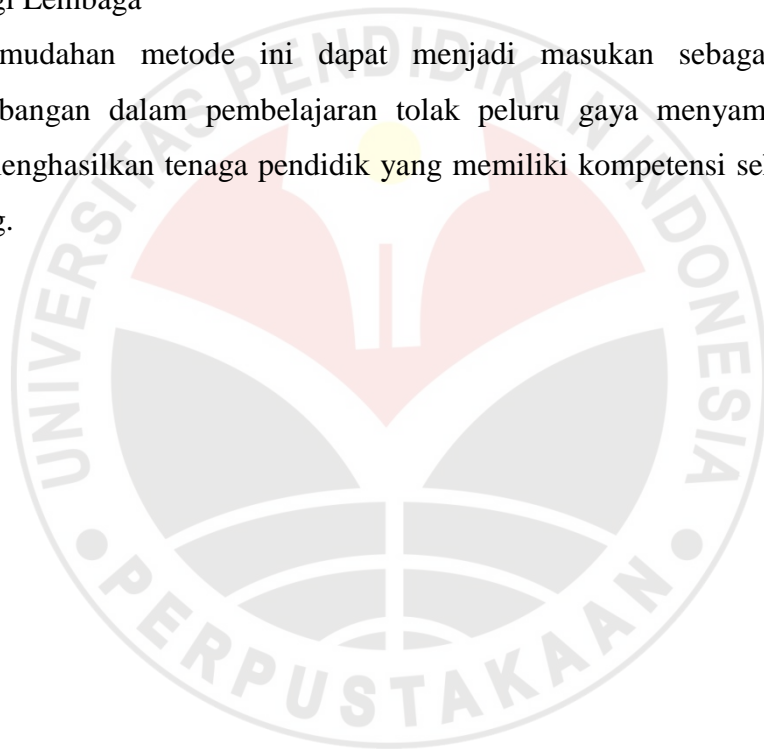 gi Lembaga
mudahan metode ini dapat menjadi masukan sebaga
bangan dalam pembelajaran tolak peluru gaya menyam
enghasilkan tenaga pendidik yang memiliki kompetensi se
g.
UNIVERSITAS PENDIDIKAN INDONESIA
PERPUSTAKAAN